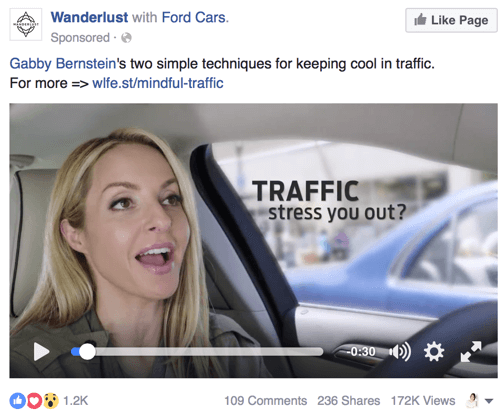 WANDERLUST
Wanderlust with Ford Cars.
Like Page
Sponsored ·
Gabby Bernstein's two simple techniques for keeping cool in traffic.
For more => wlfe.st/mindful-traffic
TRAFFIC
stress you out?
-0:30
1.2K
109 Comments 236 Shares 172K Views